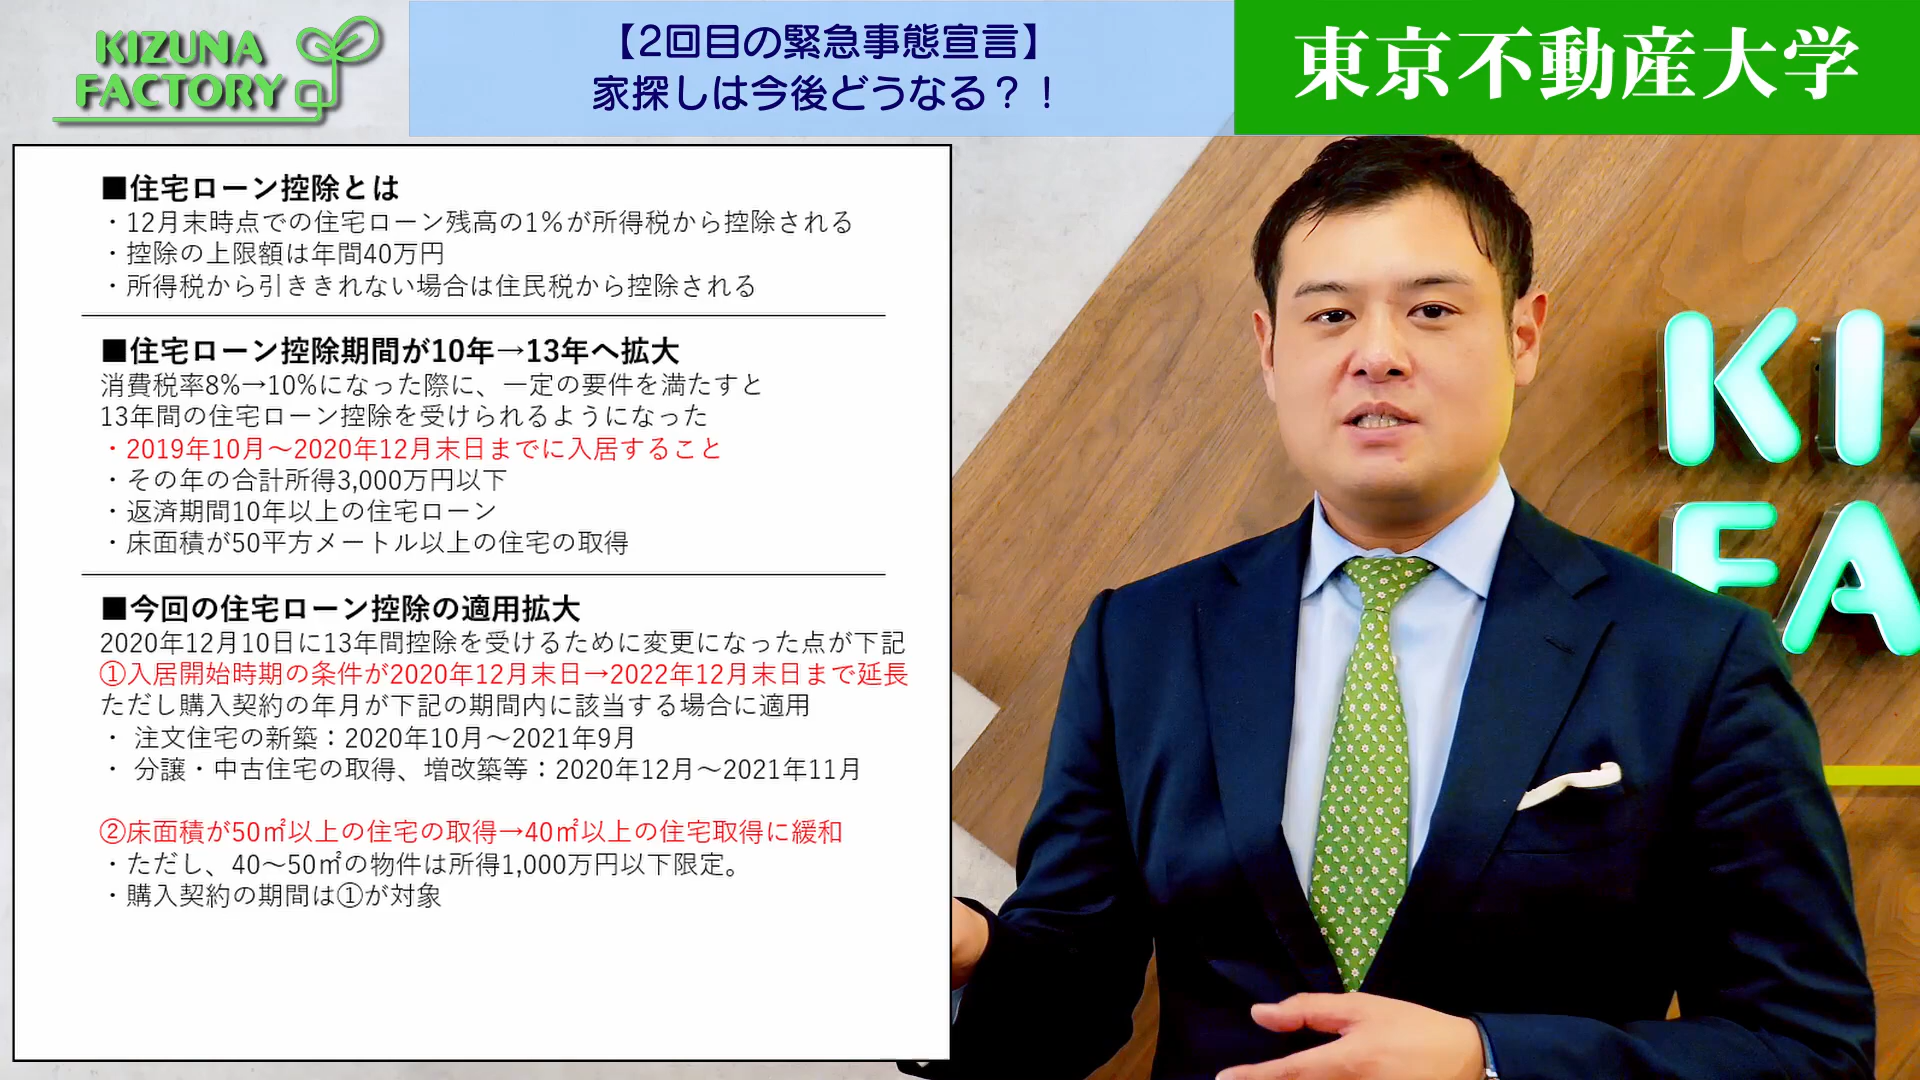 KIZUNA
FACTORY
【2回目の緊急事態宣言】
家探しは今後どうなる？！
東京不動産大学
■住宅ローン控除とは
・12月末時点での住宅ローン残高の1％が所得税から控除される
・控除の上限額は年間40万円
・所得税から引ききれない場合は住民税から控除される
■住宅ローン控除期間が10年→13年へ拡大
消費税率8%→10%になった際に、一定の要件を満たすと
13年間の住宅ローン控除を受けられるようになった
・2019年10月～2020年12月末日までに入居すること
・その年の合計所得3,000万円以下
・返済期間10年以上の住宅ローン
・床面積が50平方メートル以上の住宅の取得
■今回の住宅ローン控除の適用拡大
2020年12月10日に13年間控除を受けるために変更になった点が下記
①入居開始時期の条件が2020年12月末日→2022年12月末日まで延長
ただし購入契約の年月が下記の期間内に該当する場合に適用
・ 注文住宅の新築：2020年10月～2021年9月
・ 分譲・中古住宅の取得、増改築等：2020年12月～2021年11月
②床面積が50㎡以上の住宅の取得→40㎡以上の住宅取得に緩和
・ただし、40～50㎡の物件は所得1,000万円以下限定。
・購入契約の期間は①が対象
KI
FA